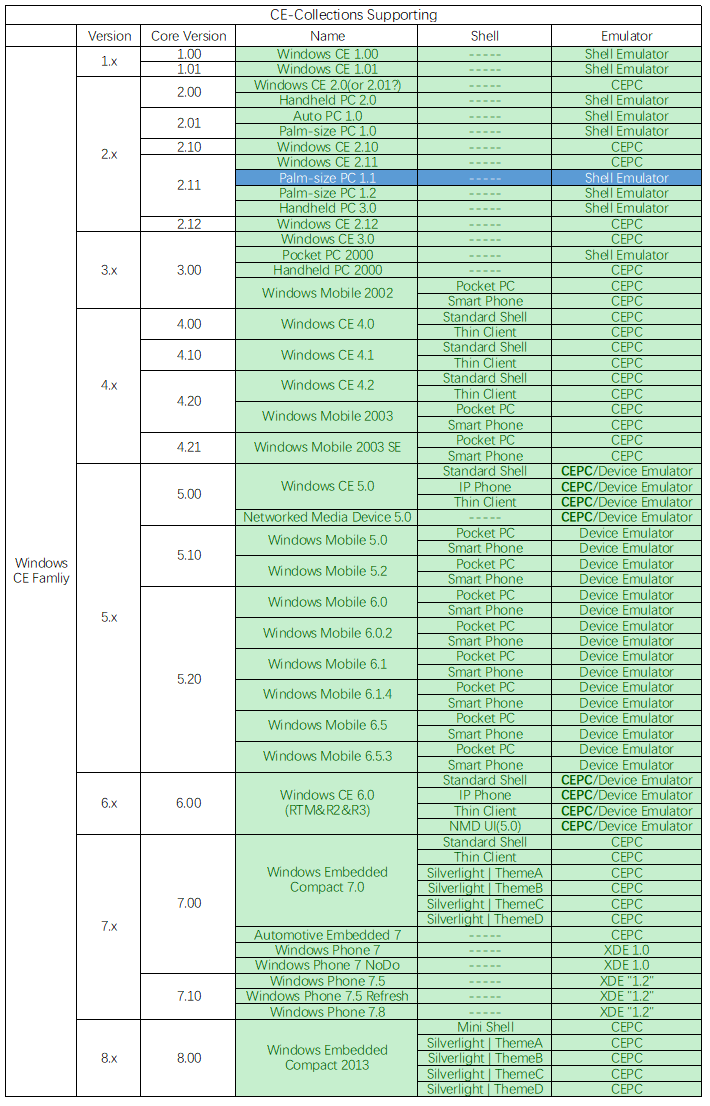 CE-Collections Supporting
Version Core Version Name Shell Emulator
Windows CE Famliy
1.x 1.00 Windows CE 1.00 ----- Shell Emulator
1.01 Windows CE 1.01 ----- Shell Emulator
2.x 2.00 Windows CE 2.0(or 2.01?) ----- CEPC
Handheld PC 2.0 ----- Shell Emulator
2.01 Auto PC 1.0 ----- Shell Emulator
Palm-size PC 1.0 ----- Shell Emulator
2.10 Windows CE 2.10 ----- CEPC
2.11 Windows CE 2.11 ----- CEPC
Palm-size PC 1.1 ----- Shell Emulator
Palm-size PC 1.2 ----- Shell Emulator
Handheld PC 3.0 ----- Shell Emulator
2.12 Windows CE 2.12 ----- CEPC
3.x 3.00 Windows CE 3.0 ----- CEPC
Pocket PC 2000 ----- Shell Emulator
Handheld PC 2000 ----- CEPC
Windows Mobile 2002 Pocket PC CEPC
Smart Phone CEPC
4.x 4.00 Windows CE 4.0 Standard Shell CEPC
Thin Client CEPC
4.10 Windows CE 4.1 Standard Shell CEPC
Thin Client CEPC
4.20 Windows CE 4.2 Standard Shell CEPC
Thin Client CEPC
Windows Mobile 2003 Pocket PC CEPC
Smart Phone CEPC
4.21 Windows Mobile 2003 SE Pocket PC CEPC
Smart Phone CEPC
5.x 5.00 Windows CE 5.0 Standard Shell CEPC/Device Emulator
IP Phone CEPC/Device Emulator
Thin Client CEPC/Device Emulator
Networked Media Device 5.0 ----- CEPC/Device Emulator
5.10 Windows Mobile 5.0 Pocket PC Device Emulator
Smart Phone Device Emulator
Windows Mobile 5.2 Pocket PC Device Emulator
Smart Phone Device Emulator
5.20 Windows Mobile 6.0 Pocket PC Device Emulator
Smart Phone Device Emulator
Windows Mobile 6.0.2 Pocket PC Device Emulator
Smart Phone Device Emulator
Windows Mobile 6.1 Pocket PC Device Emulator
Smart Phone Device Emulator
Windows Mobile 6.1.4 Pocket PC Device Emulator
Smart Phone Device Emulator
Windows Mobile 6.5 Pocket PC Device Emulator
Smart Phone Device Emulator
Windows Mobile 6.5.3 Pocket PC Device Emulator
Smart Phone Device Emulator
6.x 6.00 Windows CE 6.0 (RTM&R2&R3) Standard Shell CEPC/Device Emulator
IP Phone CEPC/Device Emulator
Thin Client CEPC/Device Emulator
NMD UI(5.0) CEPC/Device Emulator
7.x 7.00 Windows Embedded Compact 7.0 Standard Shell CEPC
Thin Client CEPC
Silverlight | ThemeA CEPC
Silverlight | ThemeB CEPC
Silverlight | ThemeC CEPC
Silverlight | ThemeD CEPC
Automotive Embedded 7 ----- CEPC
Windows Phone 7 ----- XDE 1.0
Windows Phone 7 NoDo ----- XDE 1.0
7.10 Windows Phone 7.5 ----- XDE "1.2"
Windows Phone 7.5 Refresh ----- XDE "1.2"
Windows Phone 7.8 ----- XDE "1.2"
8.x 8.00 Windows Embedded Compact 2013 Mini Shell CEPC
Silverlight | ThemeA CEPC
Silverlight | ThemeB CEPC
Silverlight | ThemeC CEPC
Silverlight | ThemeD CEPC